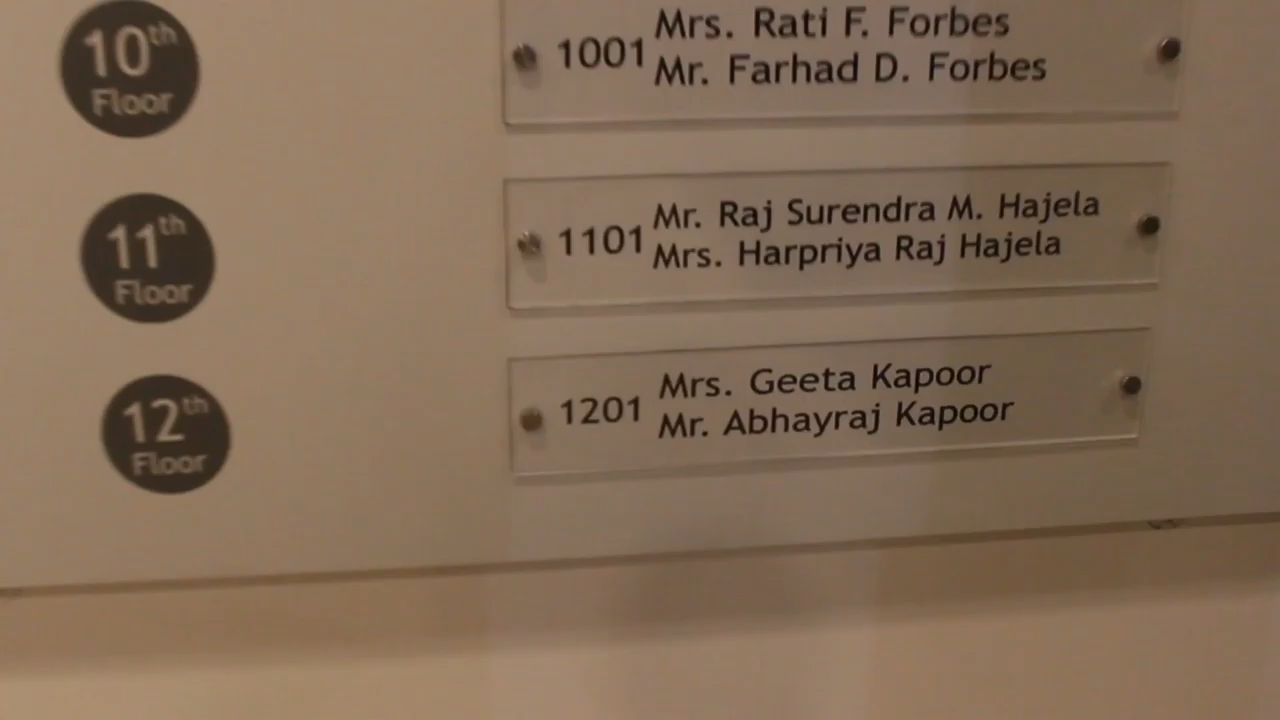 10th
Floor
1001
Mrs. Rati F. Forbes
Mr. Farhad D. Forbes
11th
Floor
1101
Mr. Raj Surendra M. Hajela
Mrs. Harpriya Raj Hajela
12th
Floor
1201
Mrs. Geeta Kapoor
Mr. Abhayraj Kapoor